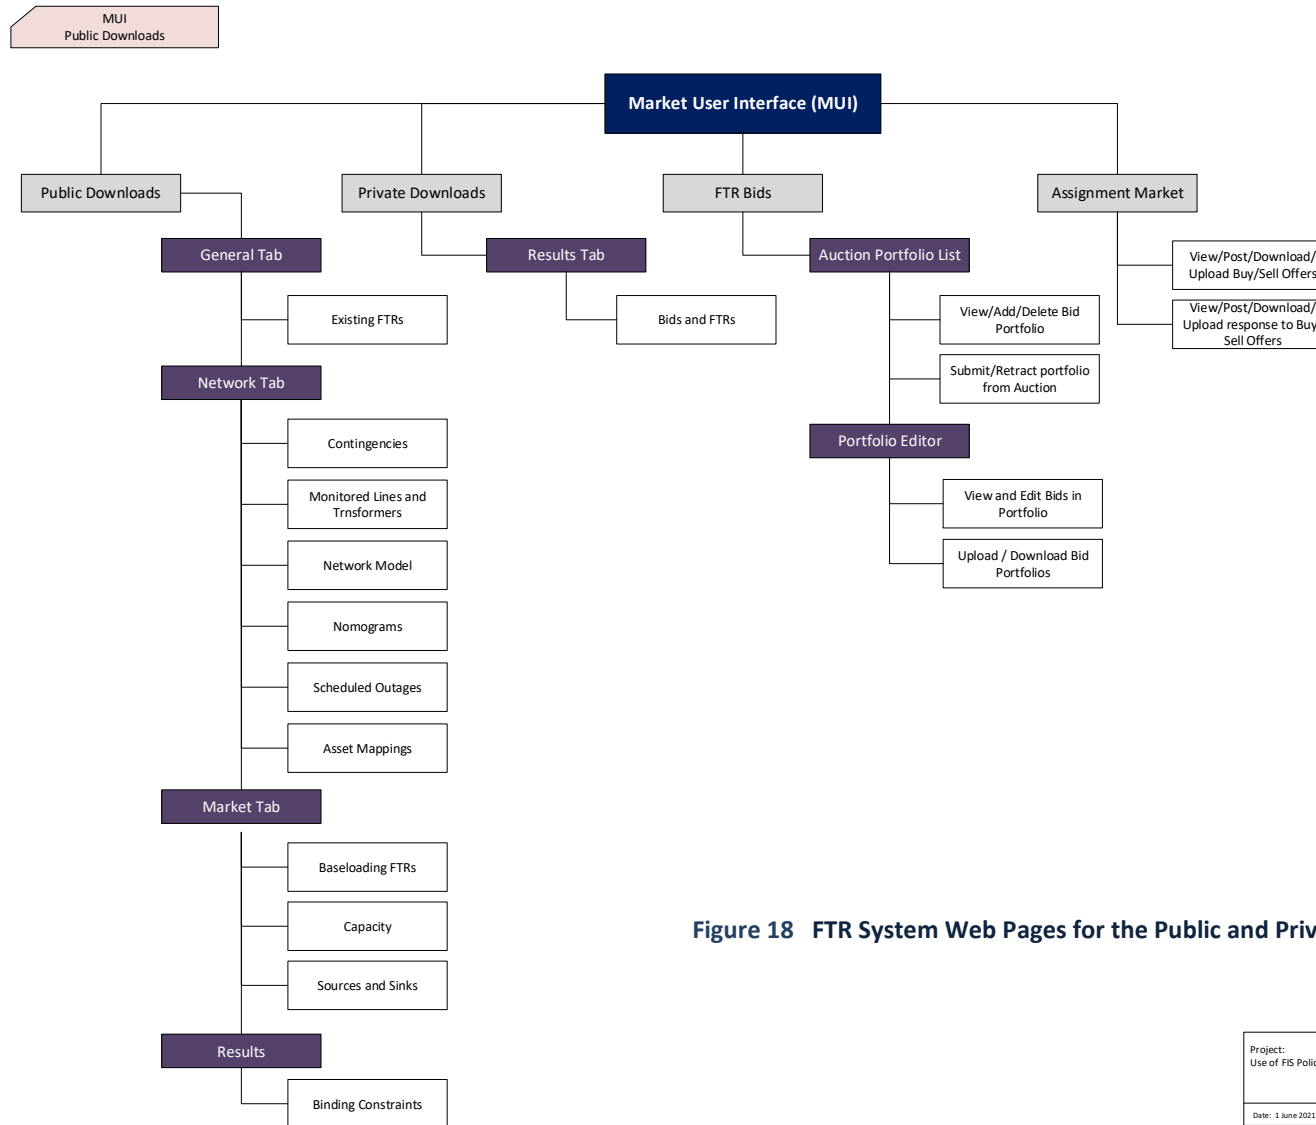 MUI
Public Downloads
Market User Interface (MUI)
Public Downloads
Private Downloads
FTR Bids
Assignment Market
General Tab
Results Tab
Auction Portfolio List
View/Post/Download/
Upload Buy/Sell Offers
Existing FTRs
Bids and FTRs
View/Add/Delete Bid
Portfolio
View/Post/Download/
Upload response to Buy
Sell Offers
Network Tab
Submit/Retract portfolio
from Auction
Contingencies
Portfolio Editor
Monitored Lines and
Trnsformers
View and Edit Bids in
Portfolio
Network Model
Upload / Download Bid
Portfolios
Nomograms
Scheduled Outages
Asset Mappings
Market Tab
Baseloading FTRs
Capacity
Figure 18 FTR System Web Pages for the Public and
Sources and Sinks
Results
Project:
Use of FIS
Binding Constraints
Date: 1 June 2021